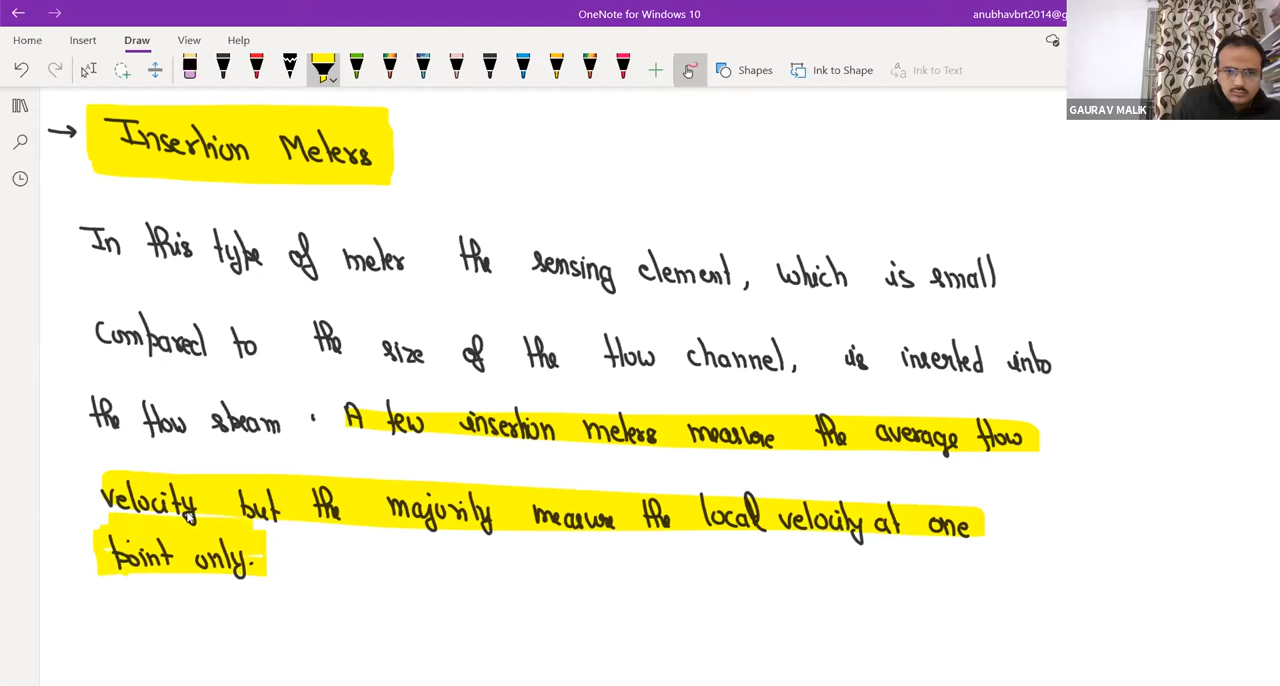 OneNote for Windows 10
anubhavbrt2014@g
Home Insert Draw View Help
Shapes Ink to Shape Ink to Text
GAURAV MALIK
→ Insertion Meters
In this type of meter the sensing element, which is small
compared to the size of the flow channel, is inserted into
the flow stream. A few insertion meters measure the average flow
velocity but the majority measure the local velocity at one
point only.